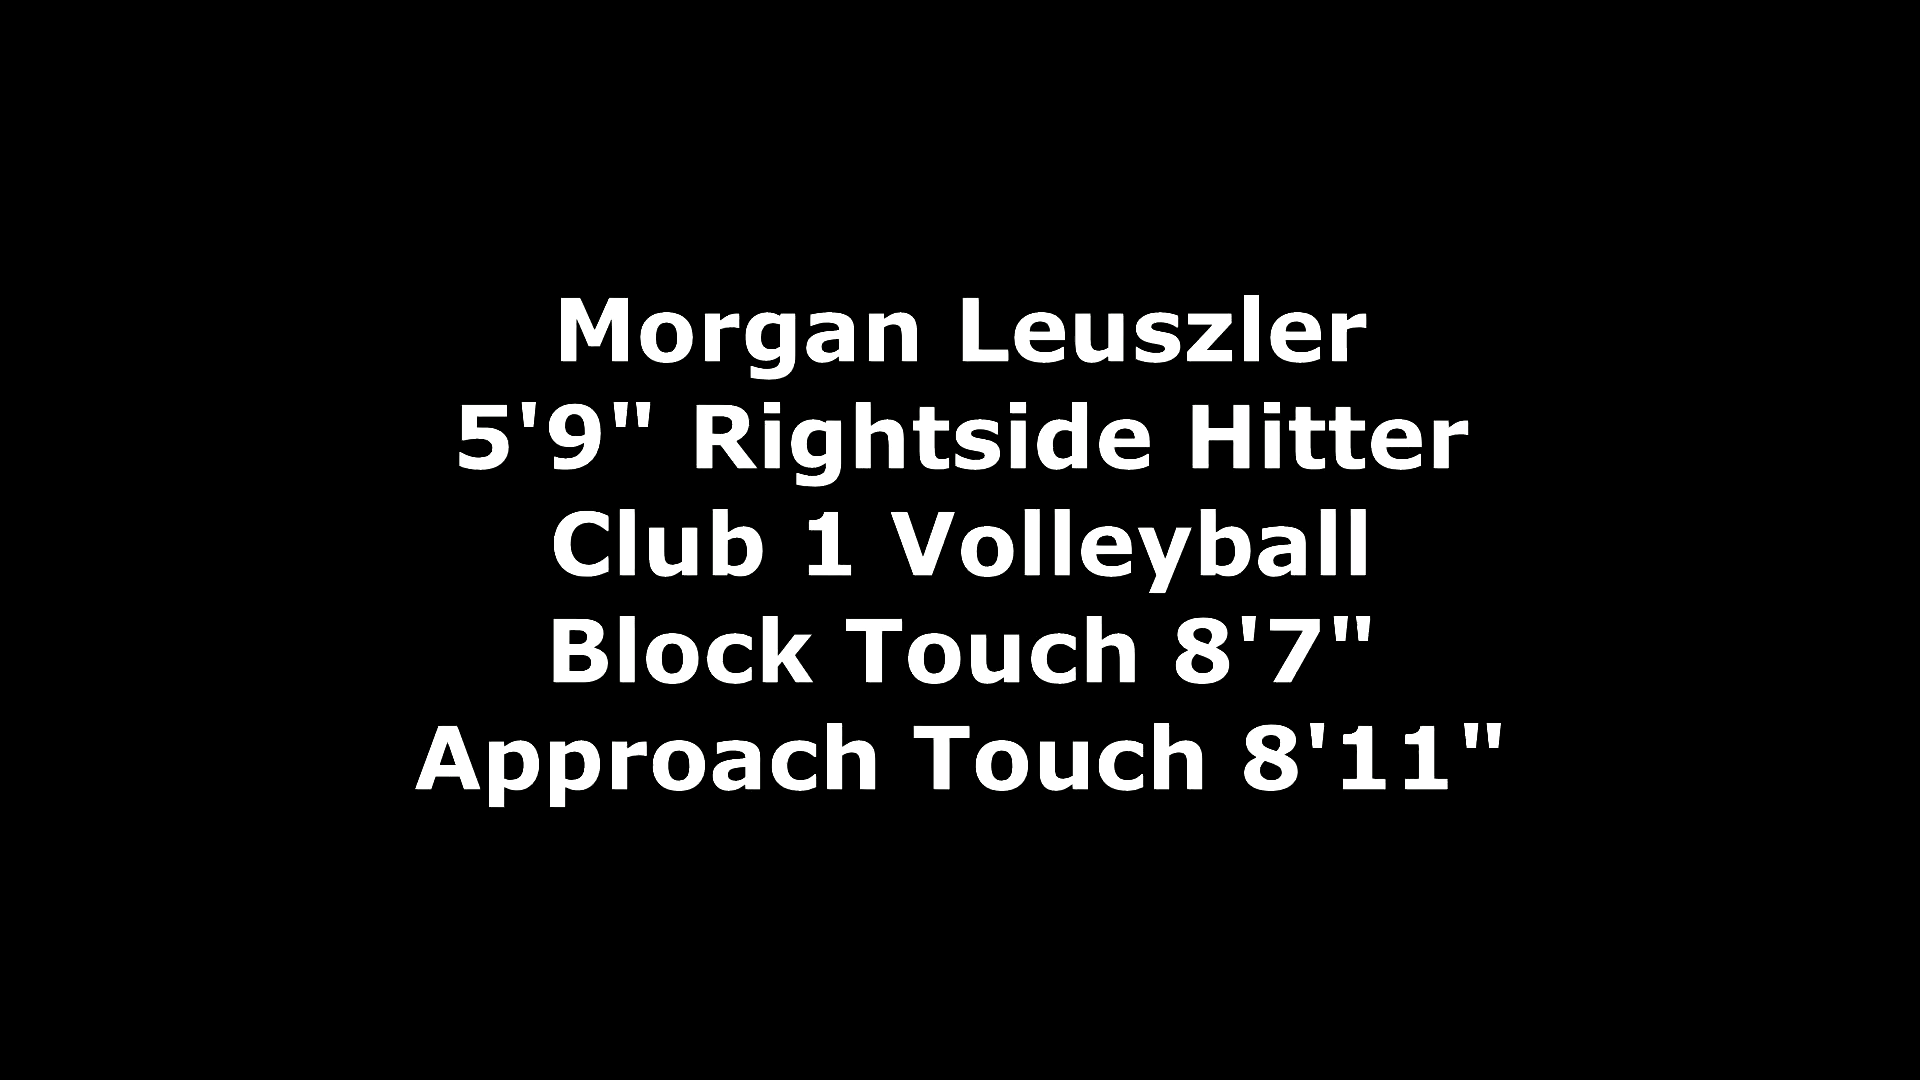 Morgan Leuszler
5'9" Rightside Hitter
Club 1 Volleyball
Block Touch 8'7"
Approach Touch 8'11"